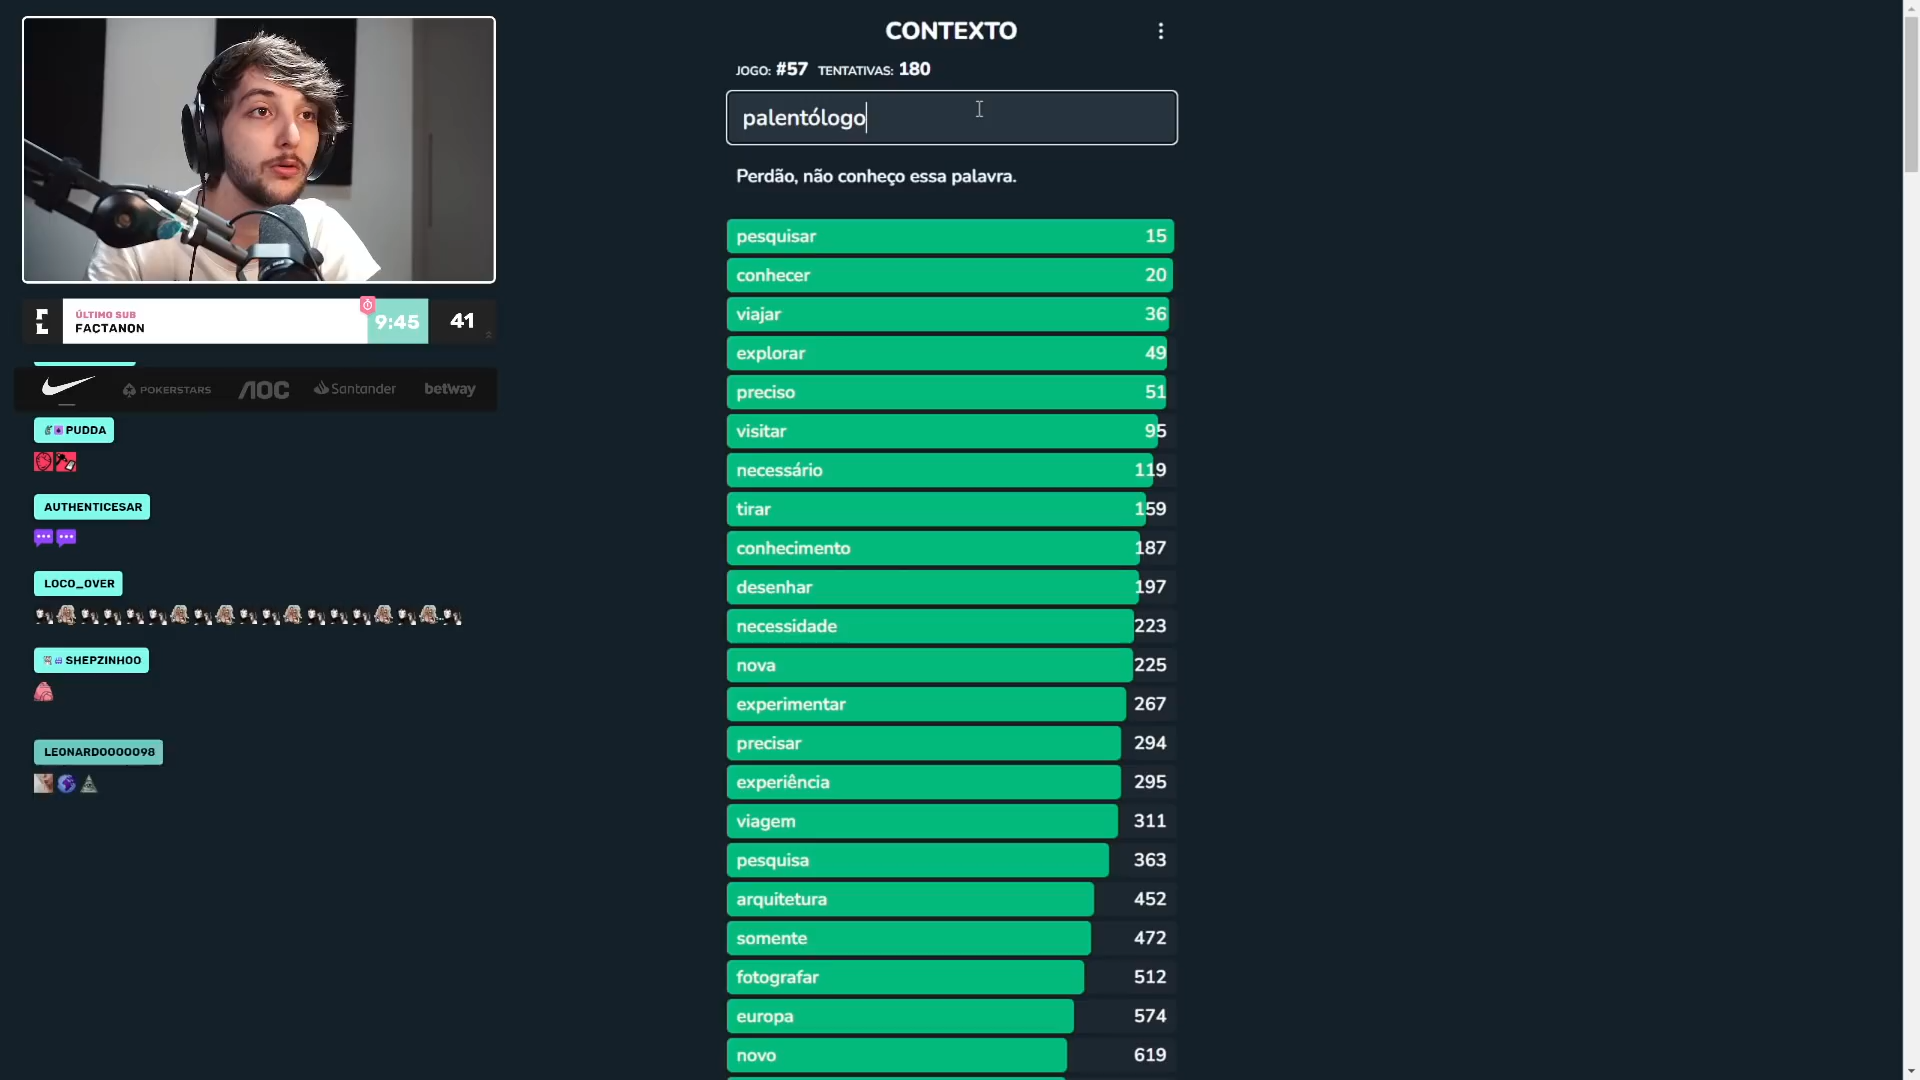 CONTEXTO
JOGO: #57 TENTATIVAS: 180
palentólogo
Perdão, não conheço essa palavra.
pesquisar 15
conhecer 20
viajar 36
explorar 49
preciso 51
visitar 95
necessário 119
tirar 159
conhecimento 187
desenhar 197
necessidade 223
nova 225
experimentar 267
precisar 294
experiência 295
viagem 311
pesquisa 363
arquitetura 452
somente 472
fotografar 512
europa 574
novo 619
ÚLTIMO SUB
FACTANON
9:45
41
POKERSTARS
AOC
Santander
betway
PUDDA
AUTHENTICESAR
LOCO_OVER
SHEPZINHOO
LEONARDOOOOO98